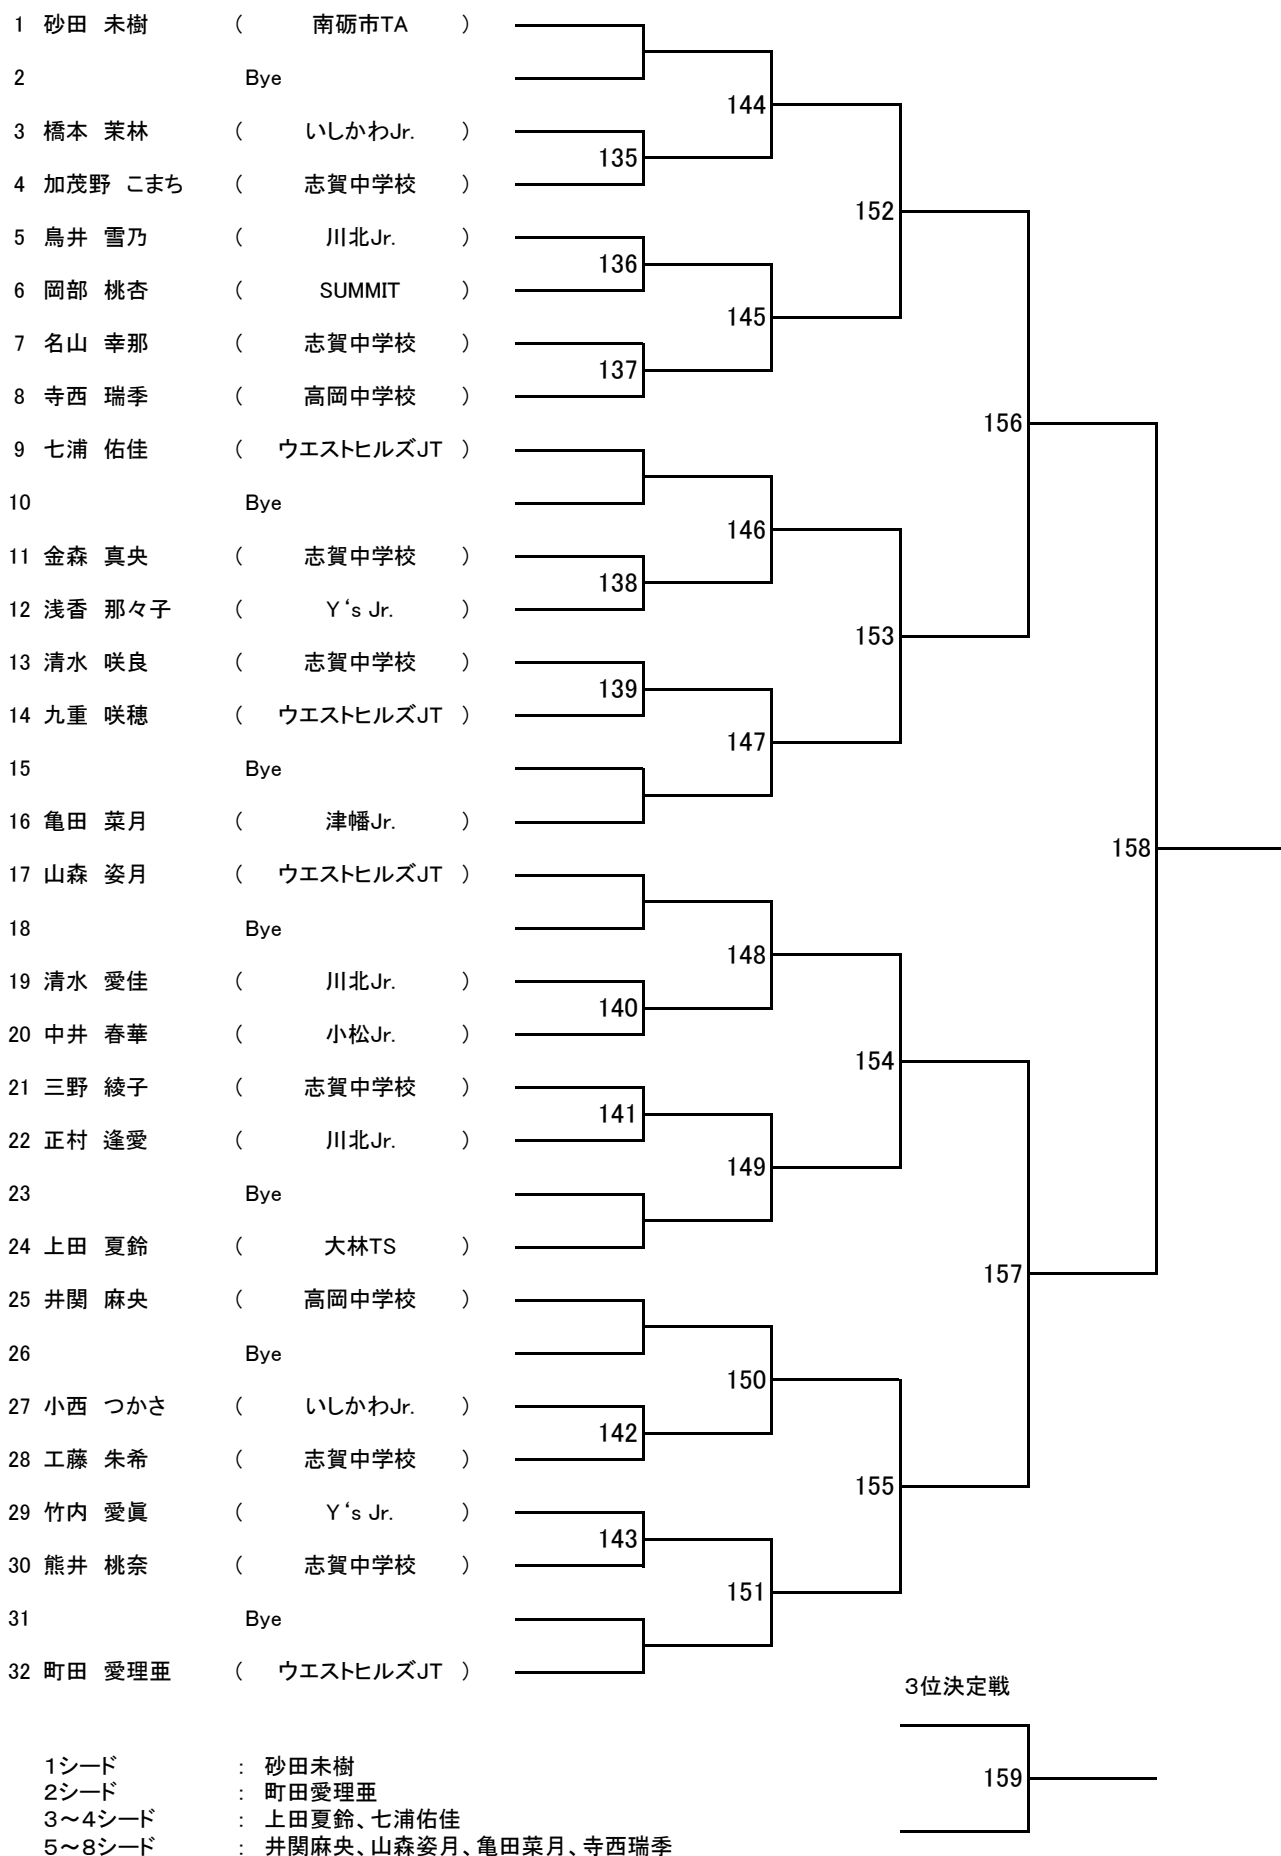 1 砂田　未樹 ( 南砺市TA )
2 Bye
144
3 橋本　茉林 ( いしかわJr. )
135
4 加茂野　こまち ( 志賀中学校 )
152
5 鳥井　雪乃 ( 川北Jr. )
136
6 岡部　桃杏 ( SUMMIT )
145
7 名山　幸那 ( 志賀中学校 )
137
8 寺西　瑞季 ( 高岡中学校 )
156
9 七浦　佑佳 ( ウエストヒルズJT )
10 Bye
146
11 金森　真央 ( 志賀中学校 )
138
12 浅香　那々子 ( Y‘s Jr. )
153
13 清水　咲良 ( 志賀中学校 )
139
14 九重　咲穂 ( ウエストヒルズJT )
147
15 Bye
16 亀田　菜月 ( 津幡Jr. )
158
17 山森　姿月 ( ウエストヒルズJT )
18 Bye
148
19 清水　愛佳 ( 川北Jr. )
140
20 中井　春華 ( 小松Jr. )
154
21 三野　綾子 ( 志賀中学校 )
141
22 正村　逢愛 ( 川北Jr. )
149
23 Bye
24 上田　夏鈴 ( 大林TS )
157
25 井関　麻央 ( 高岡中学校 )
26 Bye
150
27 小西　つかさ ( いしかわJr. )
142
28 工藤　朱希 ( 志賀中学校 )
155
29 竹内　愛眞 ( Y‘s Jr. )
143
30 熊井　桃奈 ( 志賀中学校 )
151
31 Bye
32 町田　愛理亜 ( ウエストヒルズJT )
3位決定戦
159
1シード : 砂田未樹
2シード : 町田愛理亜
3～4シード : 上田夏鈴、七浦佑佳
5～8シード : 井関麻央、山森姿月、亀田菜月、寺西瑞季